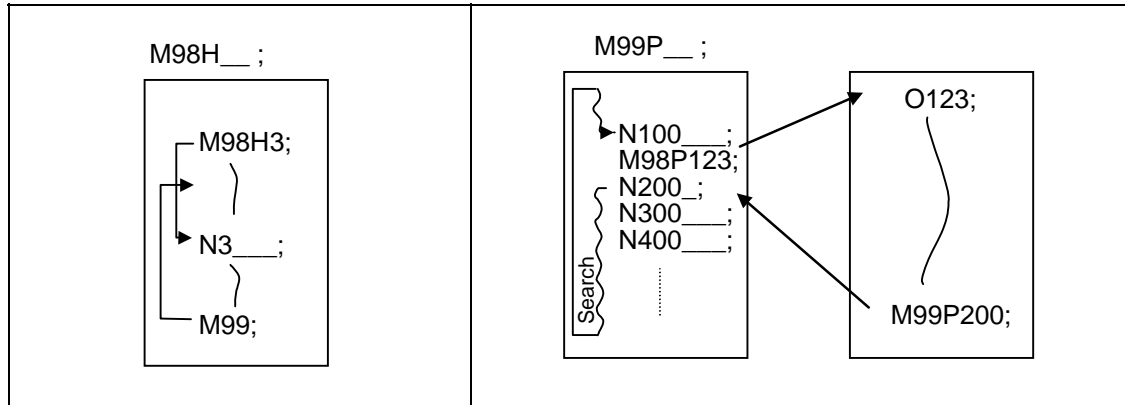 M98H__ ;
M98H3;
N3___;
M99;
M99P__ ;
N100___;
M98P123;
N200_;
N300___;
N400___;
Search
O123;
M99P200;